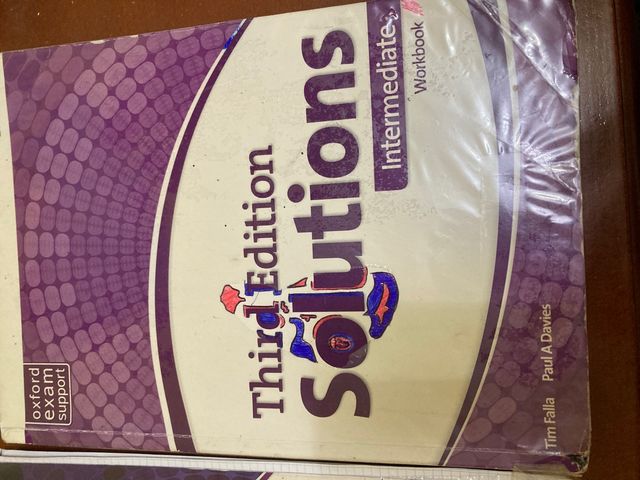 oxford
exam
support
Third Edition
Solutions
Intermediate
Workbook
Tim Falla Paul A Davies